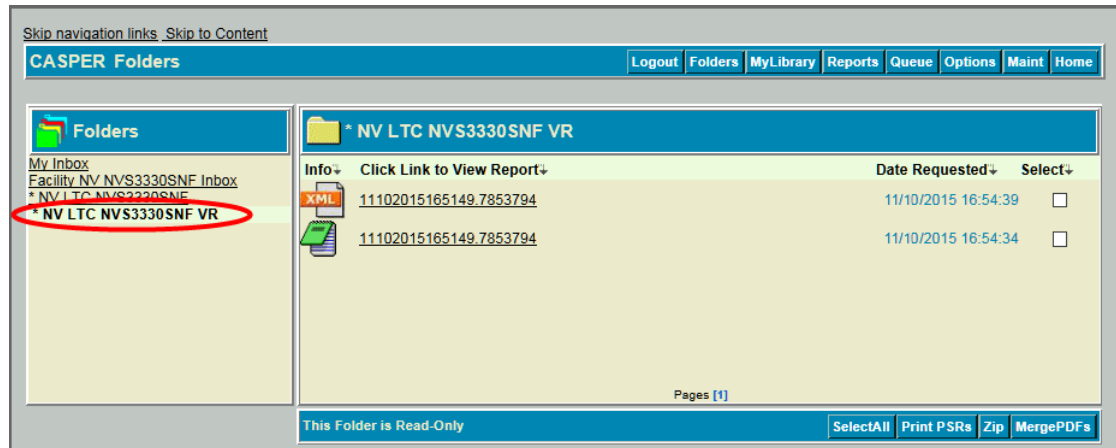 Skip navigation links Skip to Content
CASPER Folders
Logout Folders MyLibrary Reports Queue Options Maint Home
Folders
My Inbox
Facility NV NVS3330SNF Inbox
* NV LTC NVS3330SNF
* NV LTC NVS3330SNF VR
* NV LTC NVS3330SNF VR
Info Click Link to View Report Date Requested Select
XML 11102015165149.7853794 11/10/2015 16:54:39
11102015165149.7853794 11/10/2015 16:54:34
Pages [1]
This Folder is Read-Only
SelectAll Print PSRs Zip MergePDFs